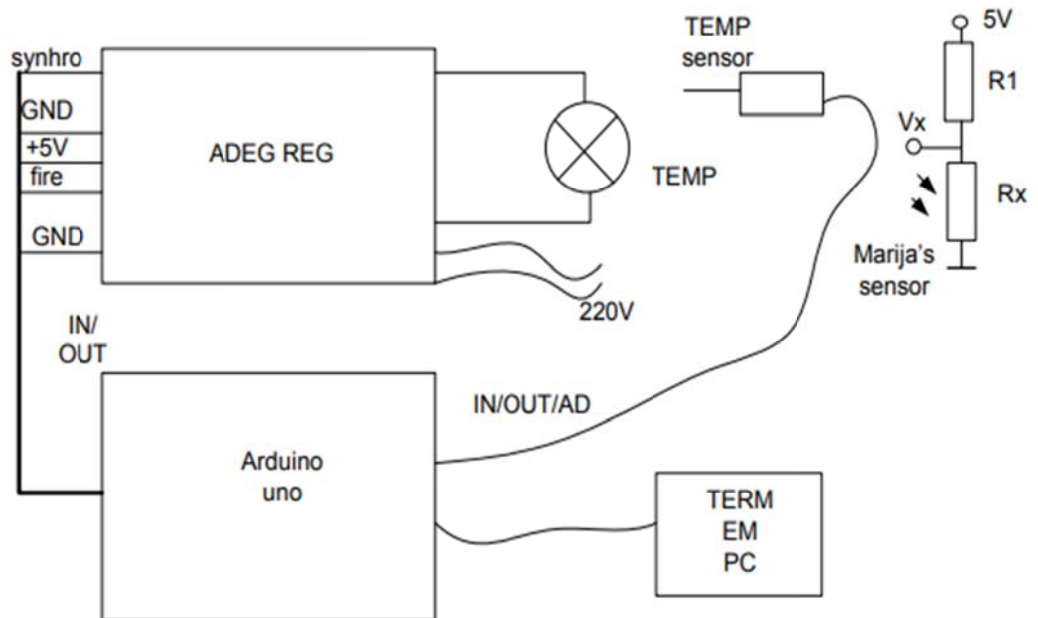 synhro
GND
+5V
fire
GND
ADEG REG
TEMP
220V
TEMP
sensor
5V
R1
Vx
Rx
Marija's
sensor
IN/
OUT
IN/OUT/AD
Arduino
uno
TERM
EM
PC